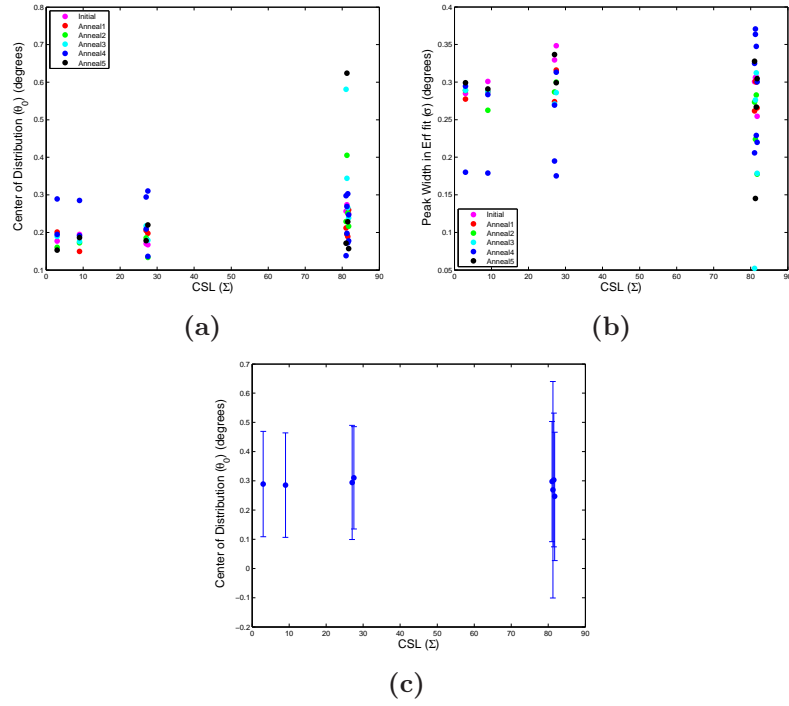 0.8
0.7
0.6
0.5
0.4
0.3
0.2
0.1
Center of Distribution (θ0) (degrees)
Initial
Anneal1
Anneal2
Anneal3
Anneal4
Anneal5
0 10 20 30 40 50 60 70 80 90
CSL (Σ)
(a)
0.4
0.35
0.3
0.25
0.2
0.15
0.1
0.05
Peak Width in Erf fit (σ) (degrees)
Initial
Anneal1
Anneal2
Anneal3
Anneal4
Anneal5
0 10 20 30 40 50 60 70 80 90
CSL (Σ)
(b)
0.7
0.6
0.5
0.4
0.3
0.2
0.1
0
−0.1
−0.2
Center of Distribution (θ0) (degrees)
0 10 20 30 40 50 60 70 80 90
CSL (Σ)
(c)